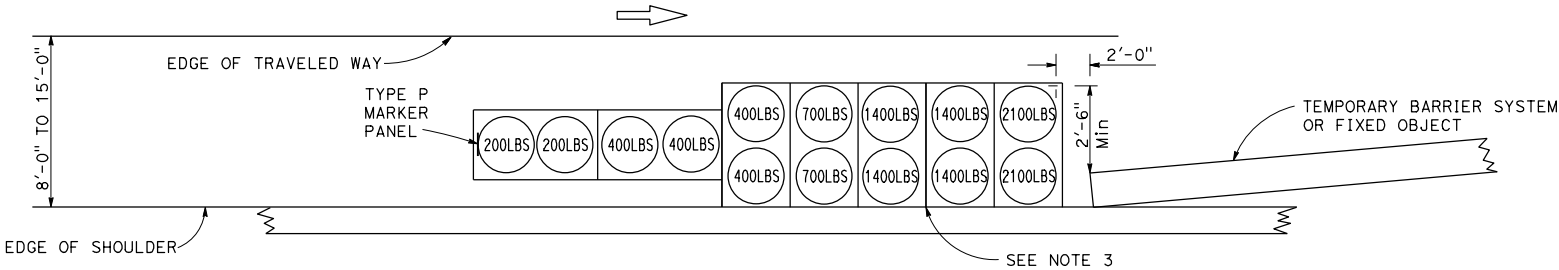 8'-0" TO 15'-0"
EDGE OF TRAVELED WAY
2'-0"
TYPE P
MARKER
PANEL
200LBS 200LBS 400LBS 400LBS
400LBS 700LBS 1400LBS 1400LBS 2100LBS
400LBS 700LBS 1400LBS 1400LBS 2100LBS
2'-6"
Min
TEMPORARY BARRIER SYSTEM
OR FIXED OBJECT
EDGE OF SHOULDER
SEE NOTE 3